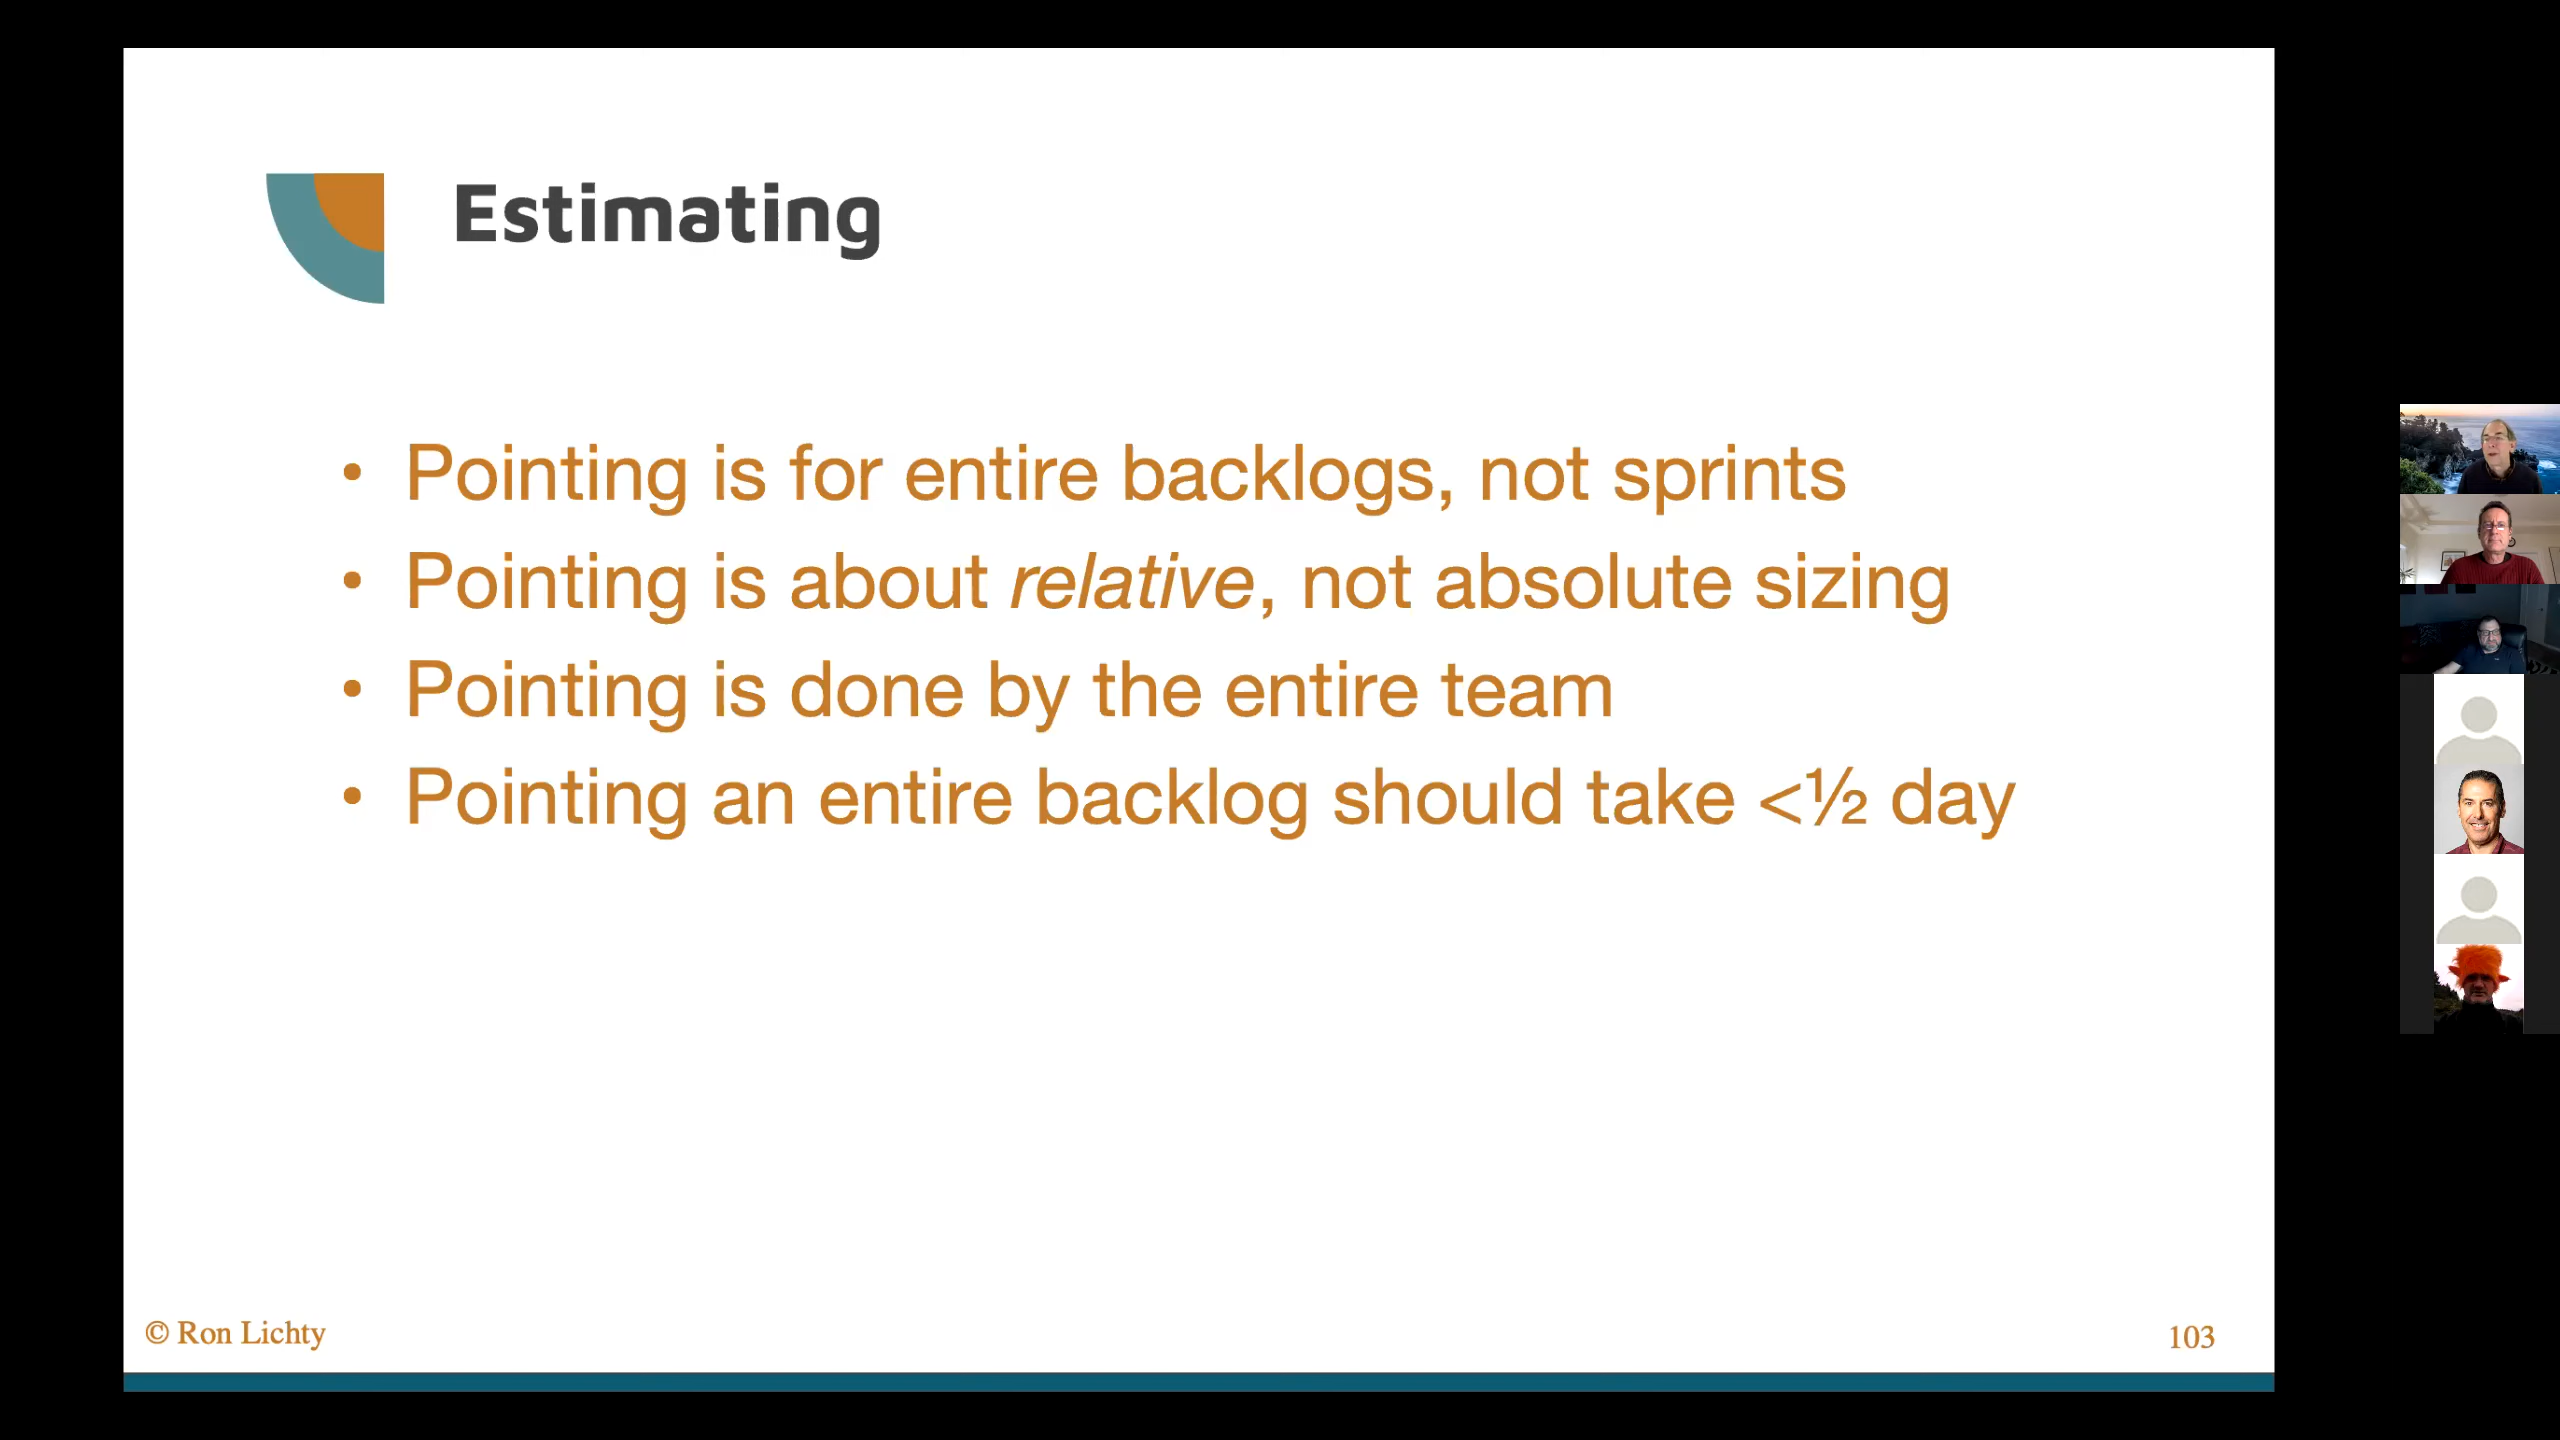 Estimating
• Pointing is for entire backlogs, not sprints
• Pointing is about relative, not absolute sizing
• Pointing is done by the entire team
• Pointing an entire backlog should take <½ day
© Ron Lichty
103